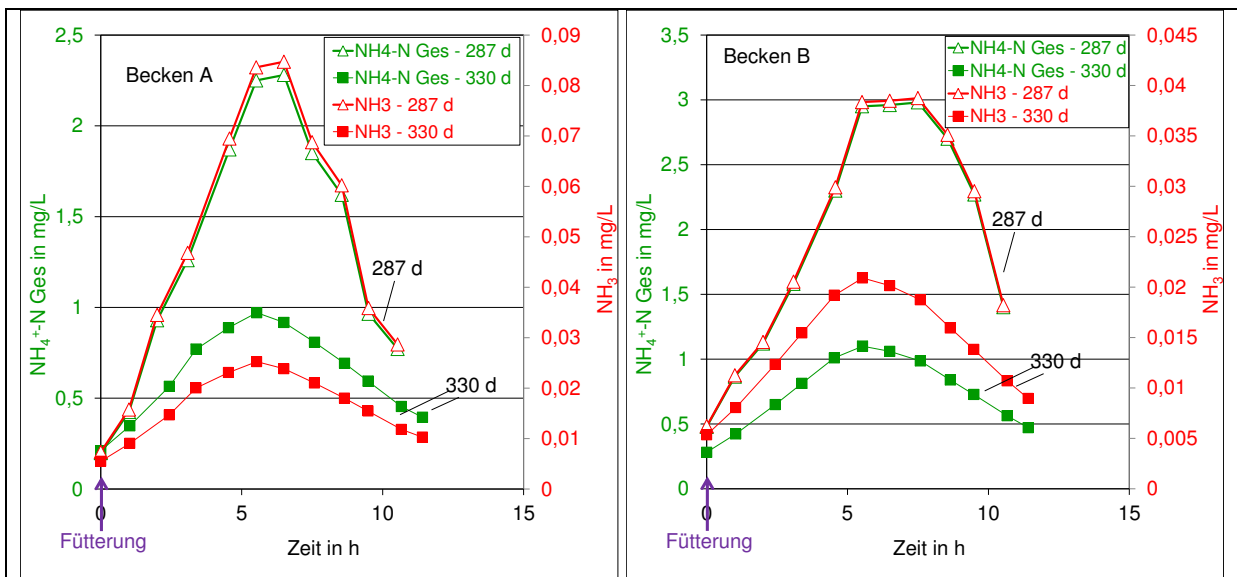 Becken A
NH4-N Ges - 287 d
NH4-N Ges - 330 d
NH3 - 287 d
NH3 - 330 d
NH₄⁺-N Ges in mg/L
2,5
2
1,5
1
0,5
0
NH₃ in mg/L
0,09
0,08
0,07
0,06
0,05
0,04
0,03
0,02
0,01
0
287 d
330 d
0
5
10
15
Fütterung
Zeit in h
Becken B
NH4-N Ges - 287 d
NH4-N Ges - 330 d
NH3 - 287 d
NH3 - 330 d
NH₄⁺-N Ges in mg/L
3,5
3
2,5
2
1,5
1
0,5
0
NH₃ in mg/L
0,045
0,04
0,035
0,03
0,025
0,02
0,015
0,01
0,005
0
287 d
330 d
0
5
10
15
Fütterung
Zeit in h